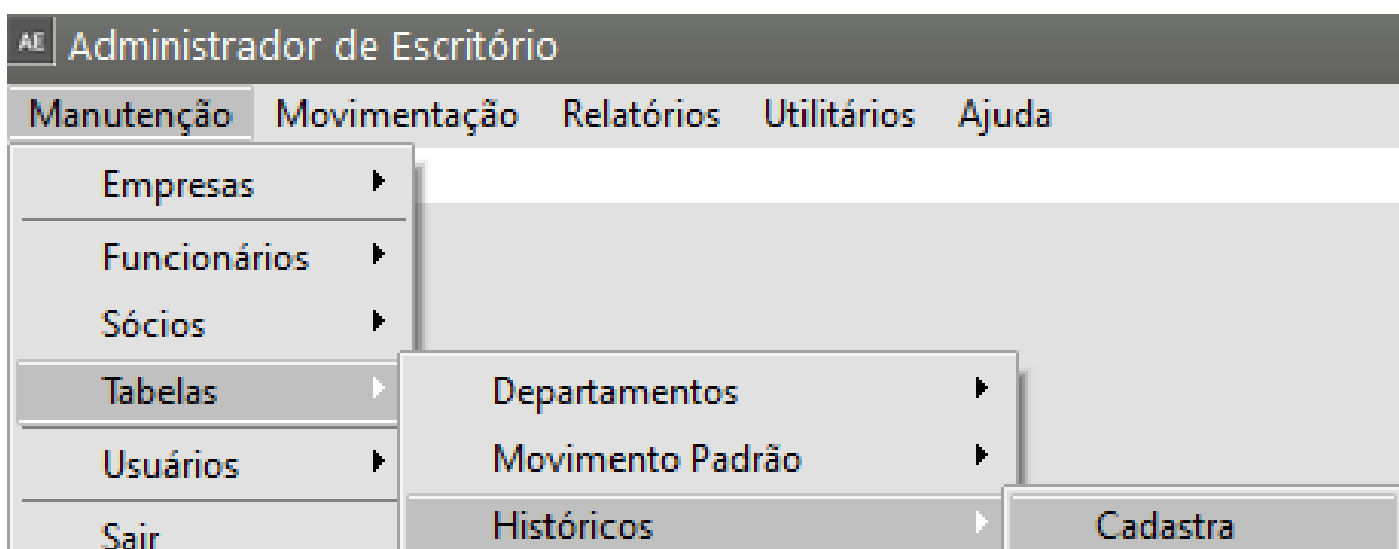 AE Administrador de Escritório
Manutenção Movimentação Relatórios Utilitários Ajuda
Empresas
Funcionários
Sócios
Tabelas
Departamentos
Usuários
Movimento Padrão
Sair
Históricos
Cadastra